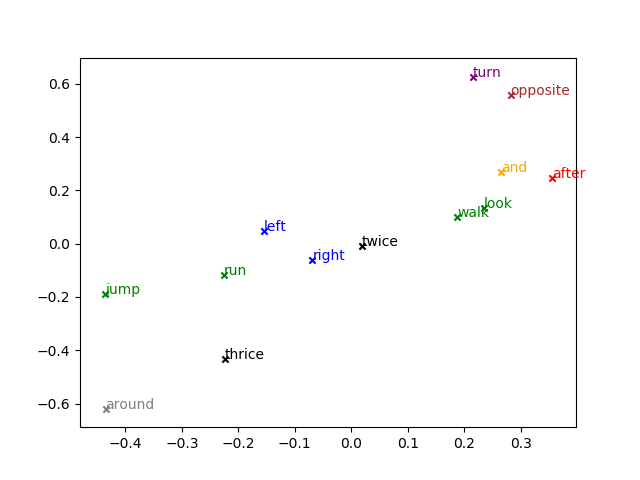 turn
opposite
and
after
look
walk
left
twice
right
run
jump
thrice
around
0.6
0.4
0.2
0.0
−0.2
−0.4
−0.6
−0.4 −0.3 −0.2 −0.1 0.0 0.1 0.2 0.3